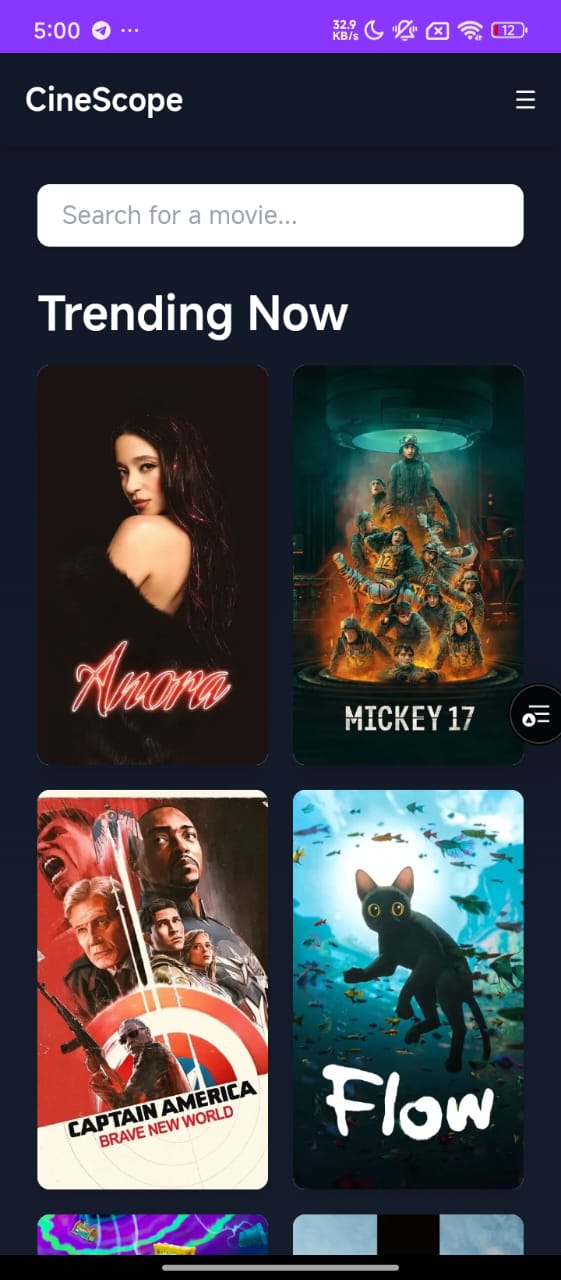 5:00
32.9
KB/s
12
CineScope
Search for a movie...
Trending Now
Anora
MICKEY 17
CAPTAIN AMERICA
BRAVE NEW WORLD
Flow